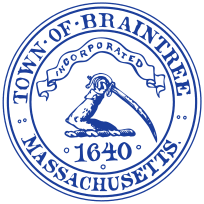 TOWN·OF·BRAINTREE
INCORPORATED
1640
MASSACHUSETTS.